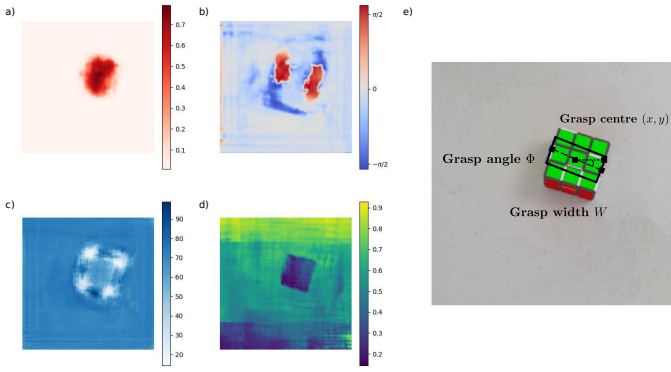 a)
0.7
0.6
0.5
0.4
0.3
0.2
0.1
b)
π/2
0
−π/2
c)
90
80
70
60
50
40
30
20
d)
0.9
0.8
0.7
0.6
0.5
0.4
0.3
0.2
e)
Grasp centre (x, y)
Grasp angle Φ
Grasp width W